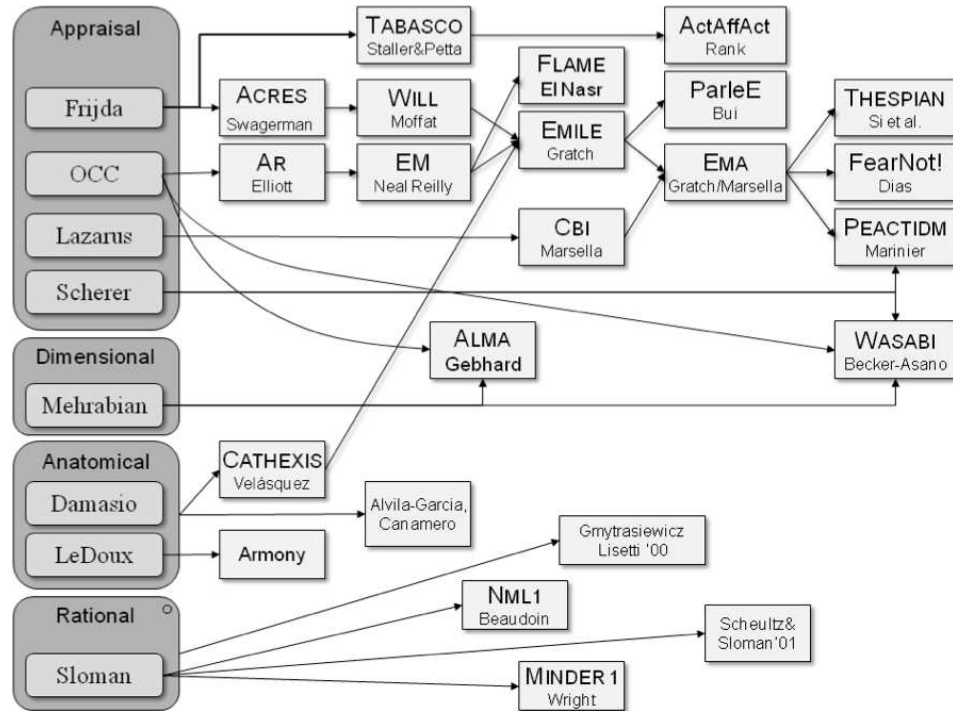 Appraisal
Frijda
OCC
Lazarus
Scherer
Dimensional
Mehrabian
Anatomical
Damasio
LeDoux
Rational
Sloman
TABASCO
Staller&Petta
ActAffAct
Rank
ACRES
Swagerman
WILL
Moffat
FLAME
El Nasr
EMILE
Gratch
ParleE
Bui
THESPIAN
Si et al.
AR
Elliott
EM
Neal Reilly
EMA
Gratch/Marsella
FearNot!
Dias
CBI
Marsella
PEACTIDM
Marinier
ALMA
Gebhard
WASABI
Becker-Asano
CATHEXIS
Velásquez
Alvila-Garcia,
Canamero
Armony
Gmytrasiewicz
Lisetti '00
NML1
Beaudoin
Scheultz&
Sloman'01
MINDER 1
Wright